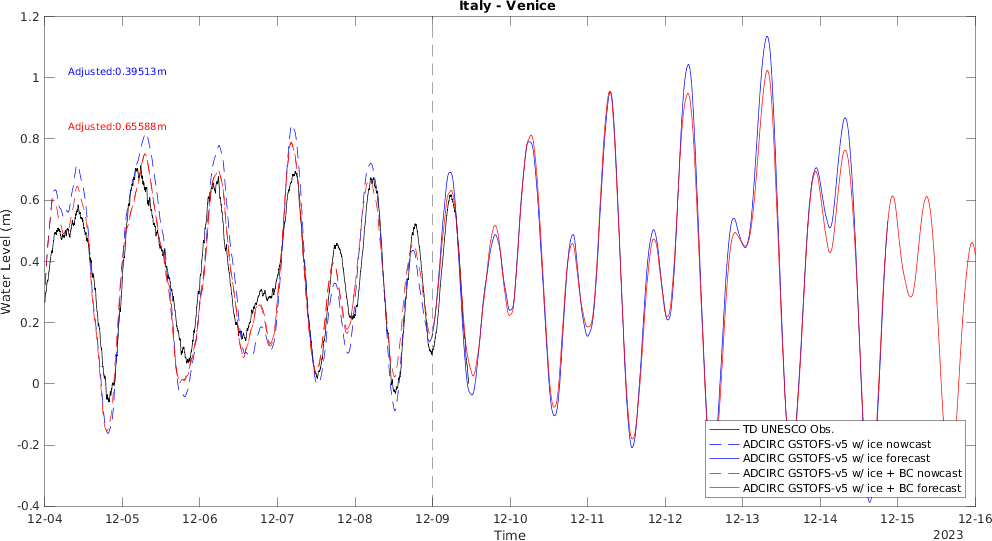 Italy - Venice
1.2
1
0.8
0.6
0.4
0.2
0
-0.2
-0.4
Water Level (m)
Adjusted:0.39513m
Adjusted:0.65588m
TD UNESCO Obs.
ADCIRC GSTOFS-v5 w/ ice nowcast
ADCIRC GSTOFS-v5 w/ ice forecast
ADCIRC GSTOFS-v5 w/ ice + BC nowcast
ADCIRC GSTOFS-v5 w/ ice + BC forecast
12-04 12-05 12-06 12-07 12-08 12-09 12-10 12-11 12-12 12-13 12-14 12-15 12-16
Time
2023